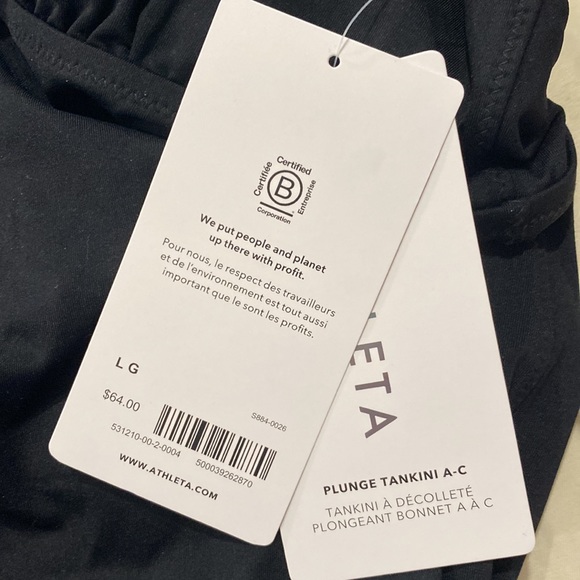 Certified
Certifiée
B
Entreprise
Corporation
We put people and planet
up there with profit.
Pour nous, le respect des travailleurs
et de l'environnement est tout aussi
important que le sont les profits.
LG
$64.00
S884-0026
531210-00-2-0004
500039262870
WWW.ATHLETA.COM
LETA
PLUNGE TANKINI A-C
TANKINI À DÉCOLLETÉ
PLONGEANT BONNET A À C